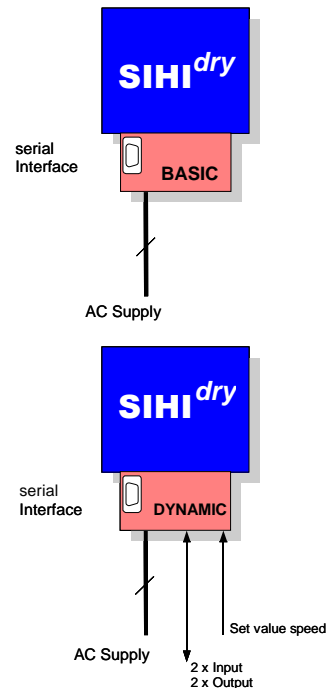 SIHI dry
serial
Interface
BASIC
AC Supply
SIHI dry
serial
Interface
DYNAMIC
Set value speed
AC Supply
2 x Input
2 x Output